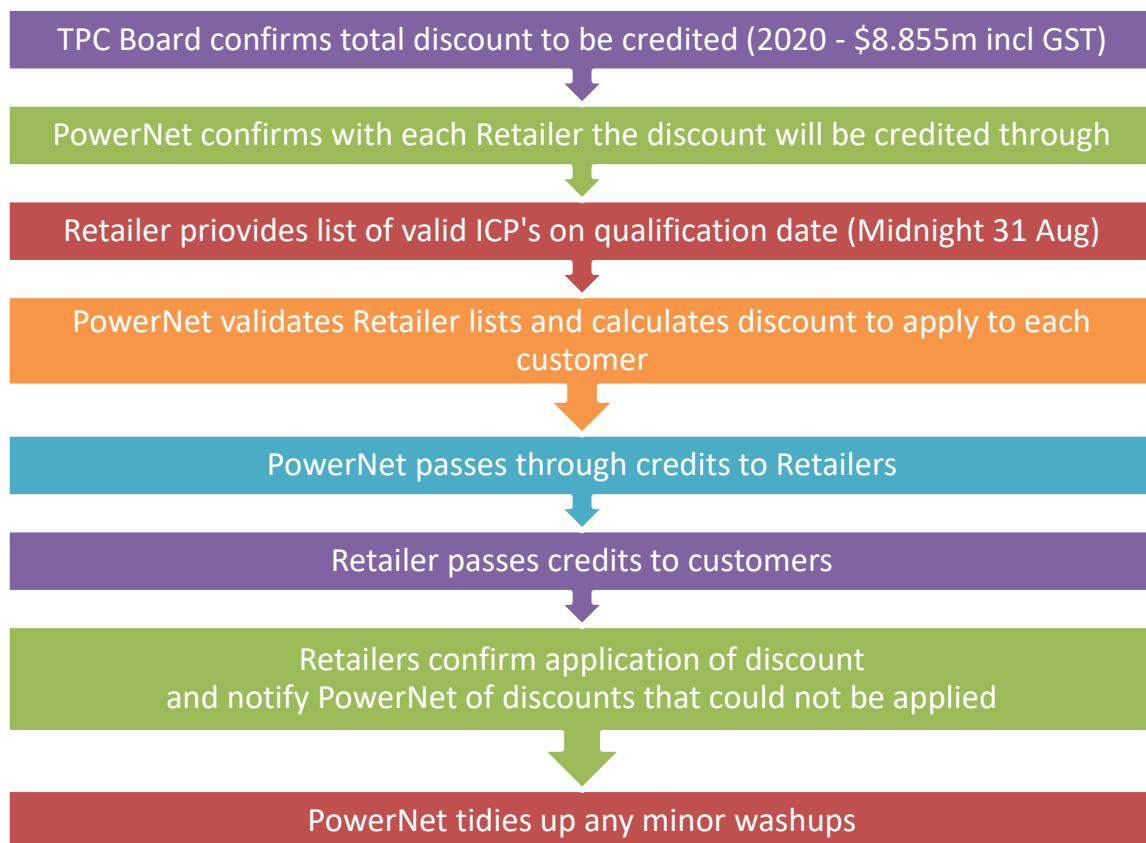 TPC Board confirms total discount to be credited (2020 - $8.855m incl GST)
PowerNet confirms with each Retailer the discount will be credited through
Retailer priovides list of valid ICP's on qualification date (Midnight 31 Aug)
PowerNet validates Retailer lists and calculates discount to apply to each
customer
PowerNet passes through credits to Retailers
Retailer passes credits to customers
Retailers confirm application of discount
and notify PowerNet of discounts that could not be applied
PowerNet tidies up any minor washups